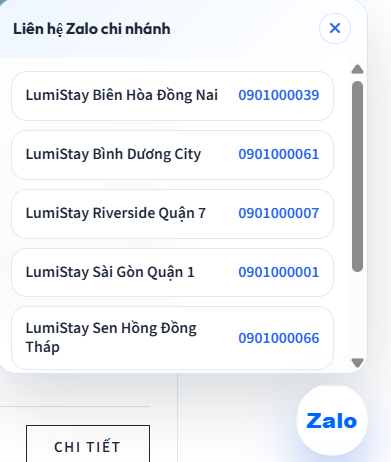 Liên hệ Zalo chi nhánh
LumiStay Biên Hòa Đồng Nai 0901000039
LumiStay Bình Dương City 0901000061
LumiStay Riverside Quận 7 0901000007
LumiStay Sài Gòn Quận 1 0901000001
LumiStay Sen Hồng Đồng
Tháp 0901000066
Zalo
CHI TIẾT